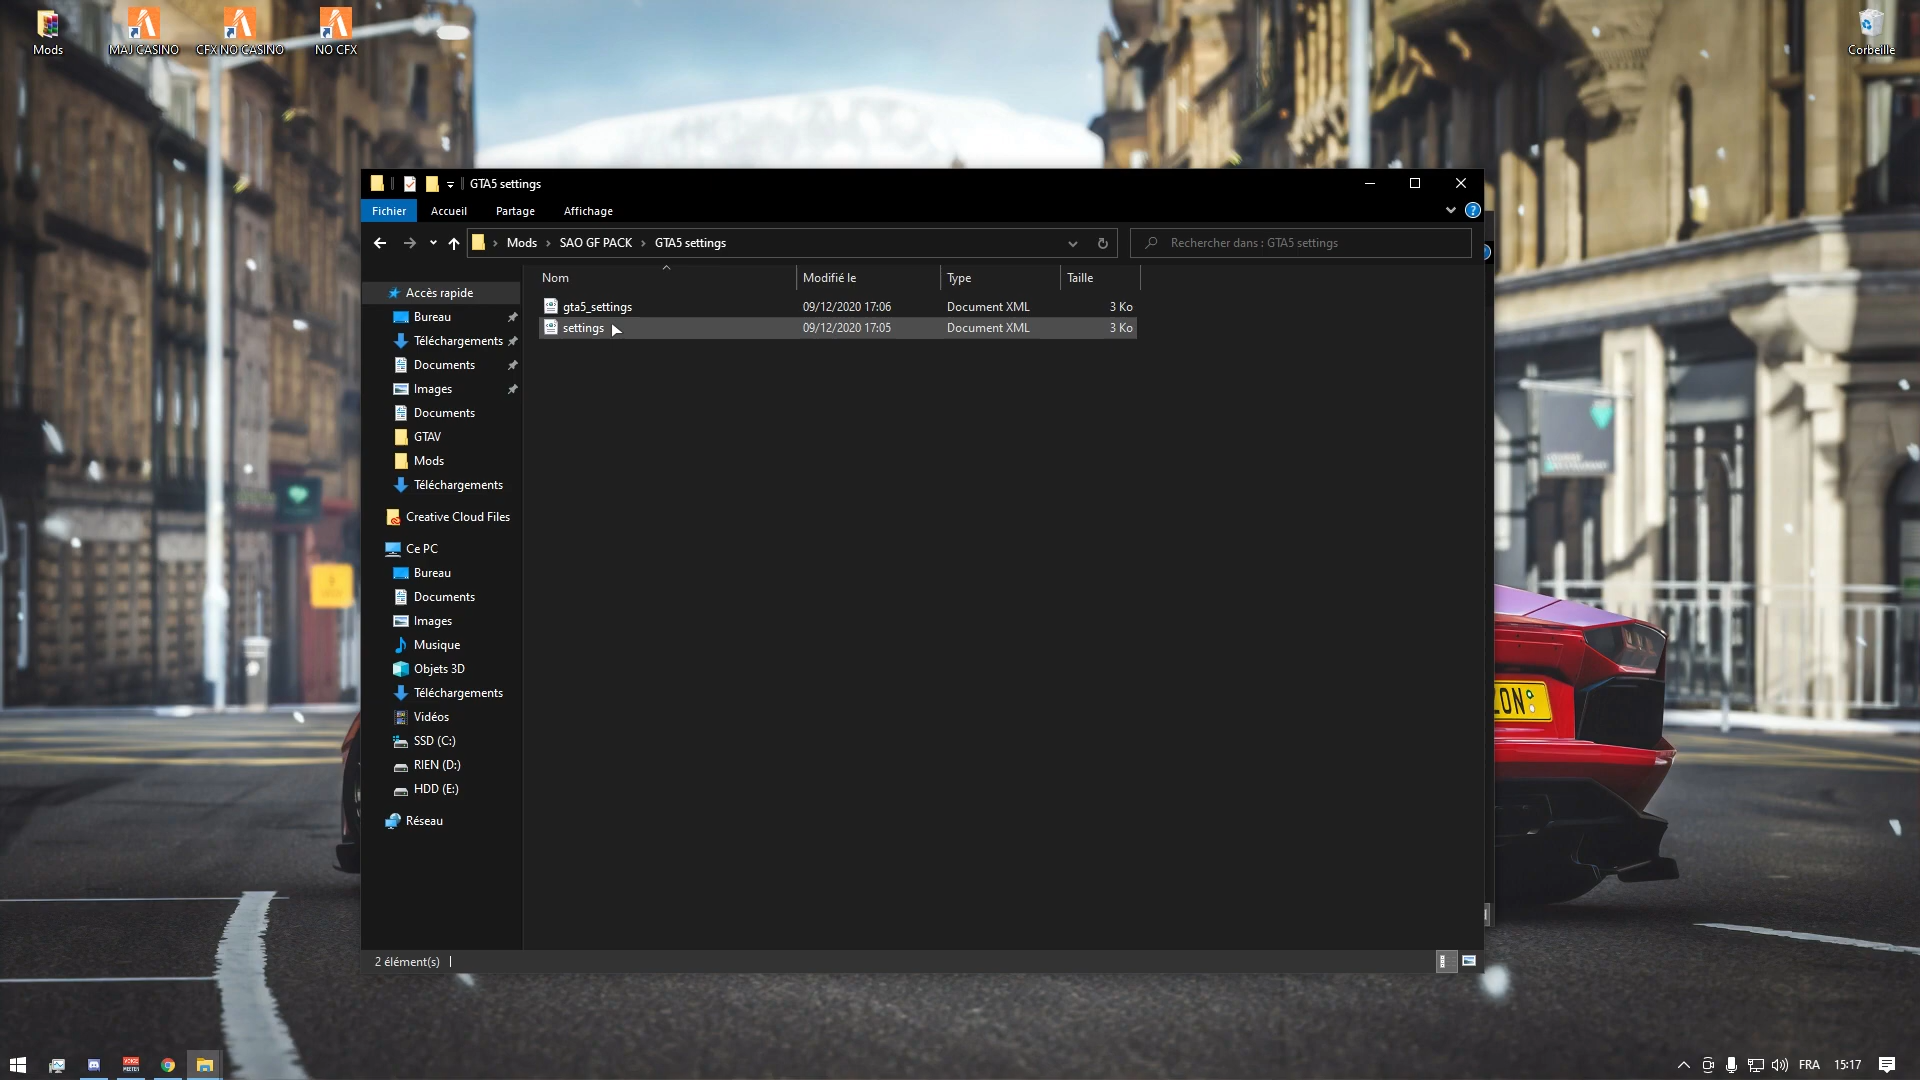 Mods
MAJ CASINO
CFX NO CASINO
NO CFX
Corbeille
GTA5 settings
Fichier
Accueil
Partage
Affichage
Mods
SAO GF PACK
GTA5 settings
Rechercher dans : GTA5 settings
Nom
Modifié le
Type
Taille
gta5_settings
09/12/2020 17:06
Document XML
3 Ko
settings
09/12/2020 17:05
Document XML
3 Ko
Accès rapide
Bureau
Téléchargements
Documents
Images
Documents
GTAV
Mods
Téléchargements
Creative Cloud Files
Ce PC
Bureau
Documents
Images
Musique
Objets 3D
Téléchargements
Vidéos
SSD (C:)
RIEN (D:)
HDD (E:)
Réseau
2 élément(s)
FRA
15:17